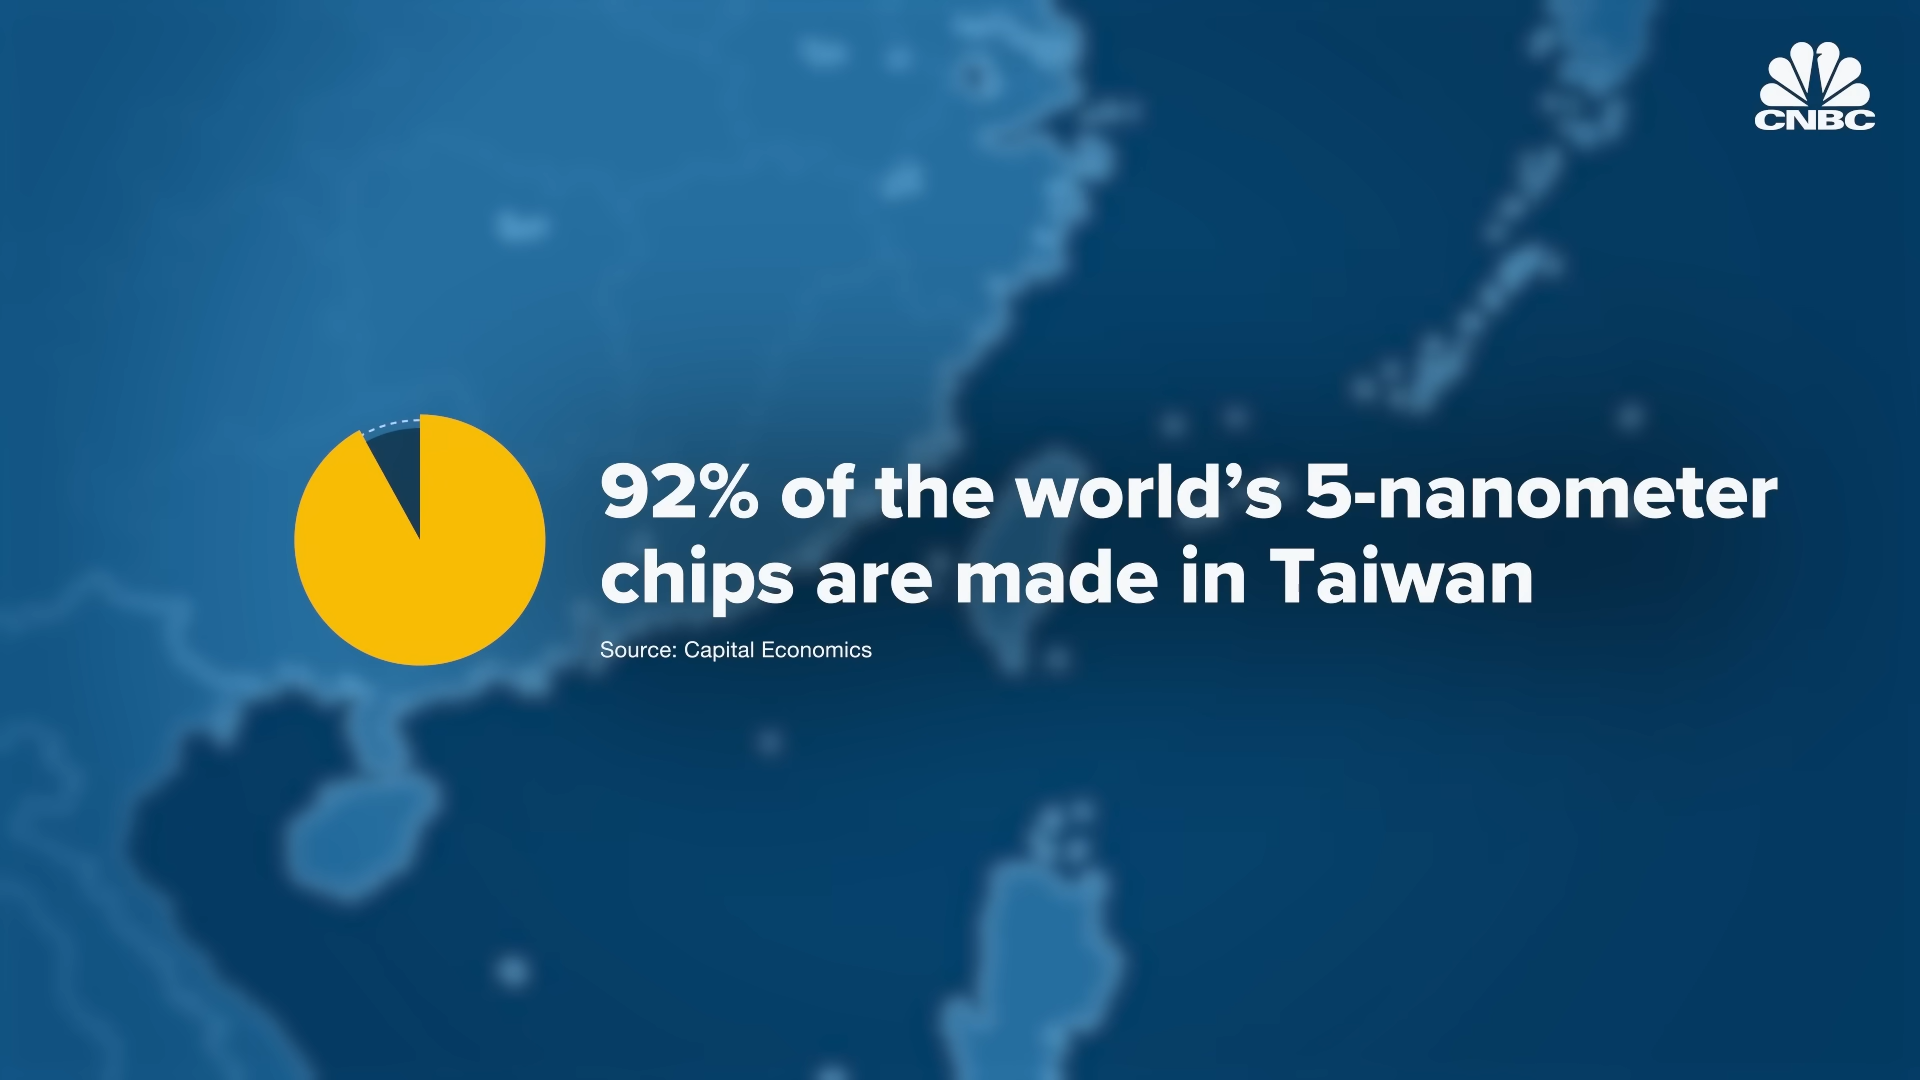 CNBC
92% of the world’s 5-nanometer
chips are made in Taiwan
Source: Capital Economics